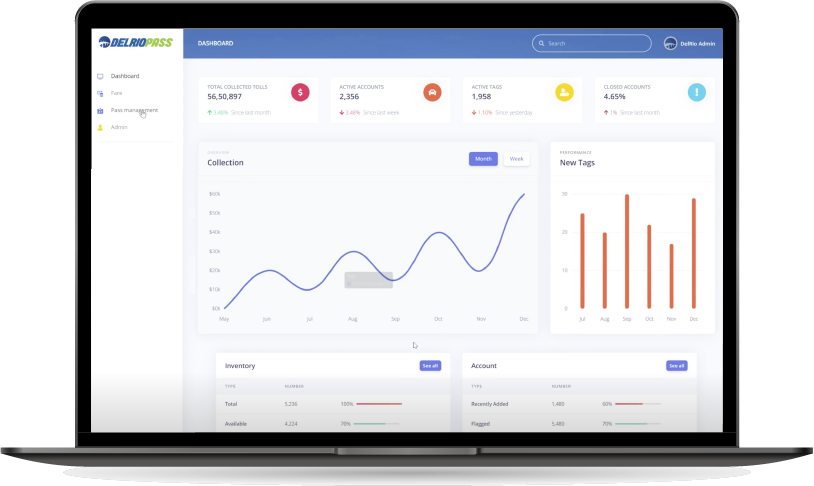 DELRIOPASS
DASHBOARD
Search
DelRio Admin
Dashboard
Fare
Pass management
Admin
TOTAL COLLECTED TOLLS
56,50,897
3.48% Since last month
ACTIVE ACCOUNTS
2,356
3.48% Since last week
ACTIVE TAGS
1,958
1.10% Since yesterday
CLOSED ACCOUNTS
4.65%
1% Since last month
OVERVIEW
Collection
Month
Week
$60k
$50k
$40k
$30k
$20k
$10k
$0k
May
Jun
Jul
Aug
Sep
Oct
Nov
Dec
PERFORMANCE
New Tags
30
20
10
0
Jul
Aug
Sep
Oct
Nov
Dec
Inventory
See all
TYPE
NUMBER
Total
5,236
100%
Available
4,224
70%
Account
See all
TYPE
NUMBER
Recently Added
1,480
60%
Flagged
5,480
70%